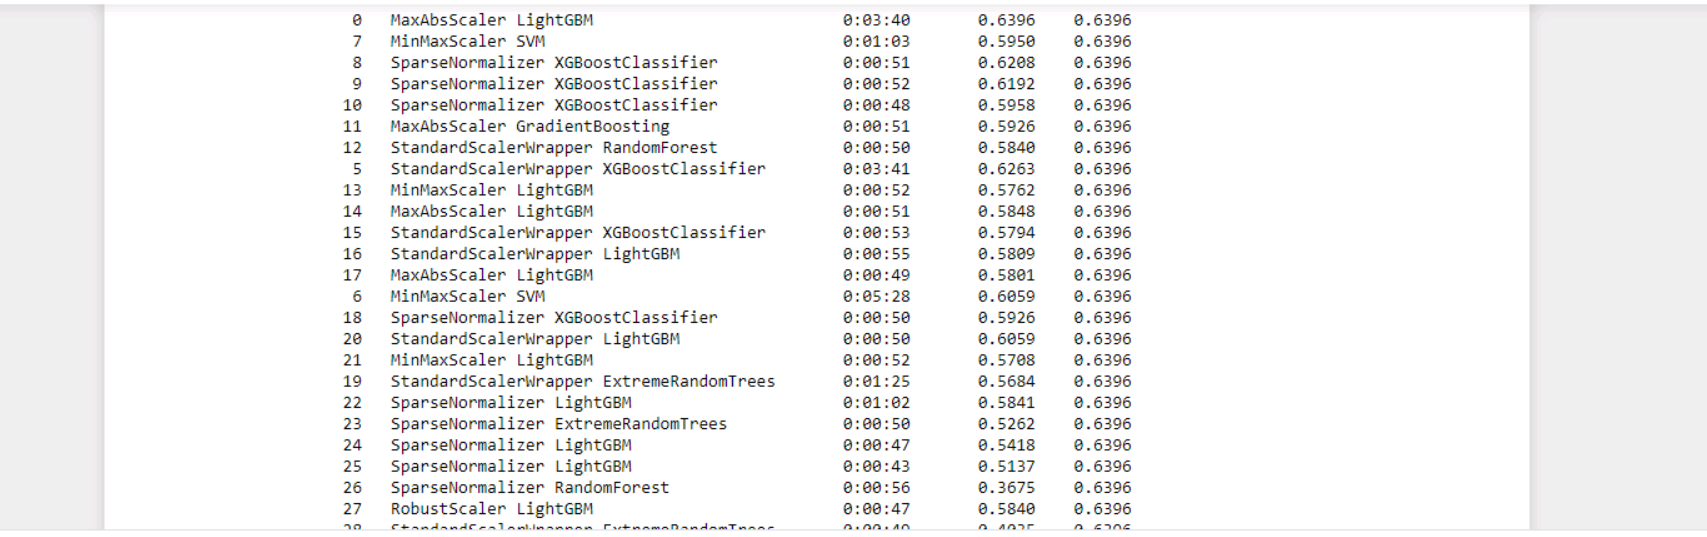 0 MaxAbsScaler LightGBM 0:03:40 0.6396 0.6396
7 MinMaxScaler SVM 0:01:03 0.5950 0.6396
8 SparseNormalizer XGBoostClassifier 0:00:51 0.6208 0.6396
9 SparseNormalizer XGBoostClassifier 0:00:52 0.6192 0.6396
10 SparseNormalizer XGBoostClassifier 0:00:48 0.5958 0.6396
11 MaxAbsScaler GradientBoosting 0:00:51 0.5926 0.6396
12 StandardScalerWrapper RandomForest 0:00:50 0.5840 0.6396
5 StandardScalerWrapper XGBoostClassifier 0:03:41 0.6263 0.6396
13 MinMaxScaler LightGBM 0:00:52 0.5762 0.6396
14 MaxAbsScaler LightGBM 0:00:51 0.5848 0.6396
15 StandardScalerWrapper XGBoostClassifier 0:00:53 0.5794 0.6396
16 StandardScalerWrapper LightGBM 0:00:55 0.5809 0.6396
17 MaxAbsScaler LightGBM 0:00:49 0.5801 0.6396
6 MinMaxScaler SVM 0:05:28 0.6059 0.6396
18 SparseNormalizer XGBoostClassifier 0:00:50 0.5926 0.6396
20 StandardScalerWrapper LightGBM 0:00:50 0.6059 0.6396
21 MinMaxScaler LightGBM 0:00:52 0.5708 0.6396
19 StandardScalerWrapper ExtremeRandomTrees 0:01:25 0.5684 0.6396
22 SparseNormalizer LightGBM 0:01:02 0.5841 0.6396
23 SparseNormalizer ExtremeRandomTrees 0:00:50 0.5262 0.6396
24 SparseNormalizer LightGBM 0:00:47 0.5418 0.6396
25 SparseNormalizer LightGBM 0:00:43 0.5137 0.6396
26 SparseNormalizer RandomForest 0:00:56 0.3675 0.6396
27 RobustScaler LightGBM 0:00:47 0.5840 0.6396
StandardScalerWrapper ExtremeRandomTrees